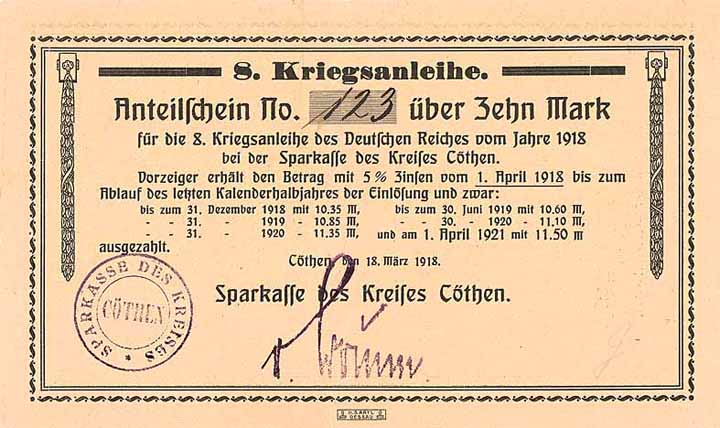 8. Kriegsanleihe.
Anteilſchein No. 123 über Zehn Mark
für die 8. Kriegsanleihe des Deutſchen Reiches vom Jahre 1918
bei der Sparkaſſe des Kreiſes Cöthen.
Vorzeiger erhält den Betrag mit 5% Zinſen vom 1. April 1918 bis zum
Ablauf des letzten Kalenderhalbjahres der Einlöſung und zwar:
bis zum 31. Dezember 1918 mit 10.35 M, bis zum 30. Juni 1919 mit 10.60 M,
- - 31. - 1919 - 10.85 M, - - 30. - 1920 - 11.10 M,
- - 31. - 1920 - 11.35 M, und am 1. April 1921 mit 11.50 M
ausgezahlt.
Cöthen, den 18. März 1918.
Sparkaſſe des Kreiſes Cöthen.
SPARKASSE DES KREISES
CÖTHEN
DESSAU